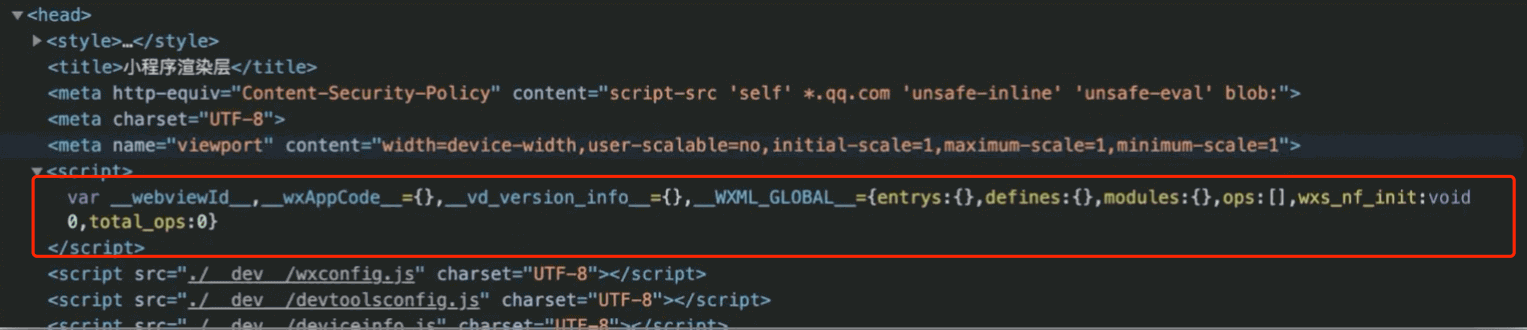 ▼<head>
▶<style>…</style>
<title>小程序渲染层</title>
<meta http-equiv="Content-Security-Policy" content="script-src 'self' *.qq.com 'unsafe-inline' 'unsafe-eval' blob:">
<meta charset="UTF-8">
<meta name="viewport" content="width=device-width,user-scalable=no,initial-scale=1,maximum-scale=1,minimum-scale=1">
▼<script>
var __webviewId__,__wxAppCode__={},__vd_version_info__={},__WXML_GLOBAL__={entrys:{},defines:{},modules:{},ops:[],wxs_nf_init:void
0,total_ops:0}
</script>
<script src="./__dev__/wxconfig.js" charset="UTF-8"></script>
<script src="./__dev__/devtoolsconfig.js" charset="UTF-8"></script>
<script src="./__dev__/deviceinfo.js" charset="UTF-8"></script>